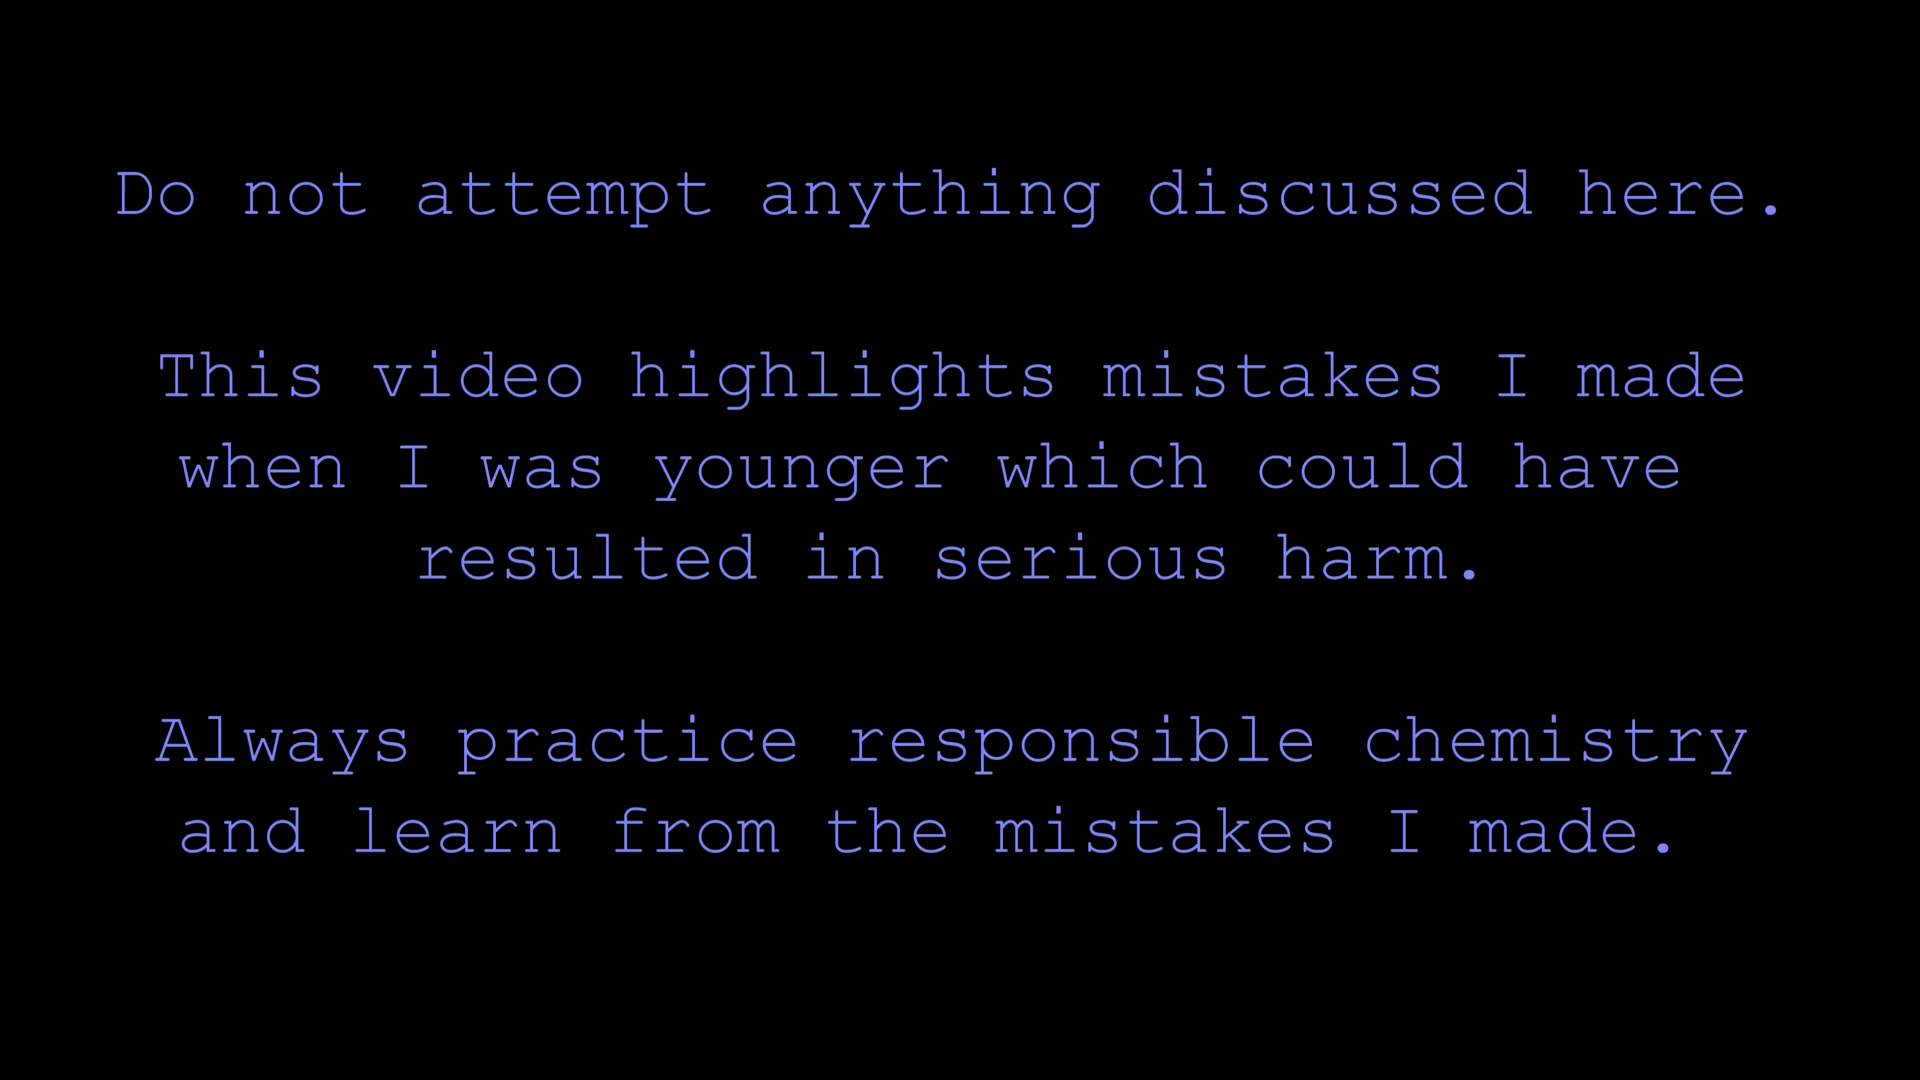 Do not attempt anything discussed here.
This video highlights mistakes I made
when I was younger which could have
resulted in serious harm.
Always practice responsible chemistry
and learn from the mistakes I made.